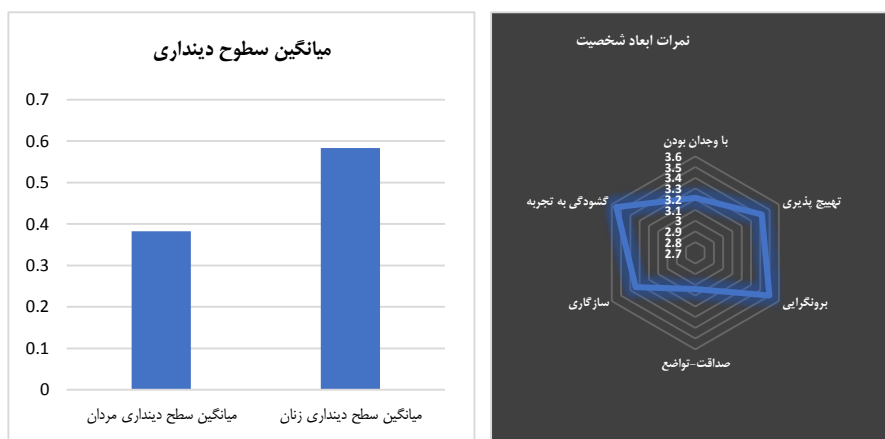 میانگین سطوح دینداری
0.7
0.6
0.5
0.4
0.3
0.2
0.1
0
میانگین سطح دینداری مردان
میانگین سطح دینداری زنان
نمرات ابعاد شخصیت
با وجدان بودن
تهییج پذیری
برونگرایی
صداقت-تواضع
سازگاری
گشودگی به تجربه
3.6
3.5
3.4
3.3
3.2
3.1
3
2.9
2.8
2.7